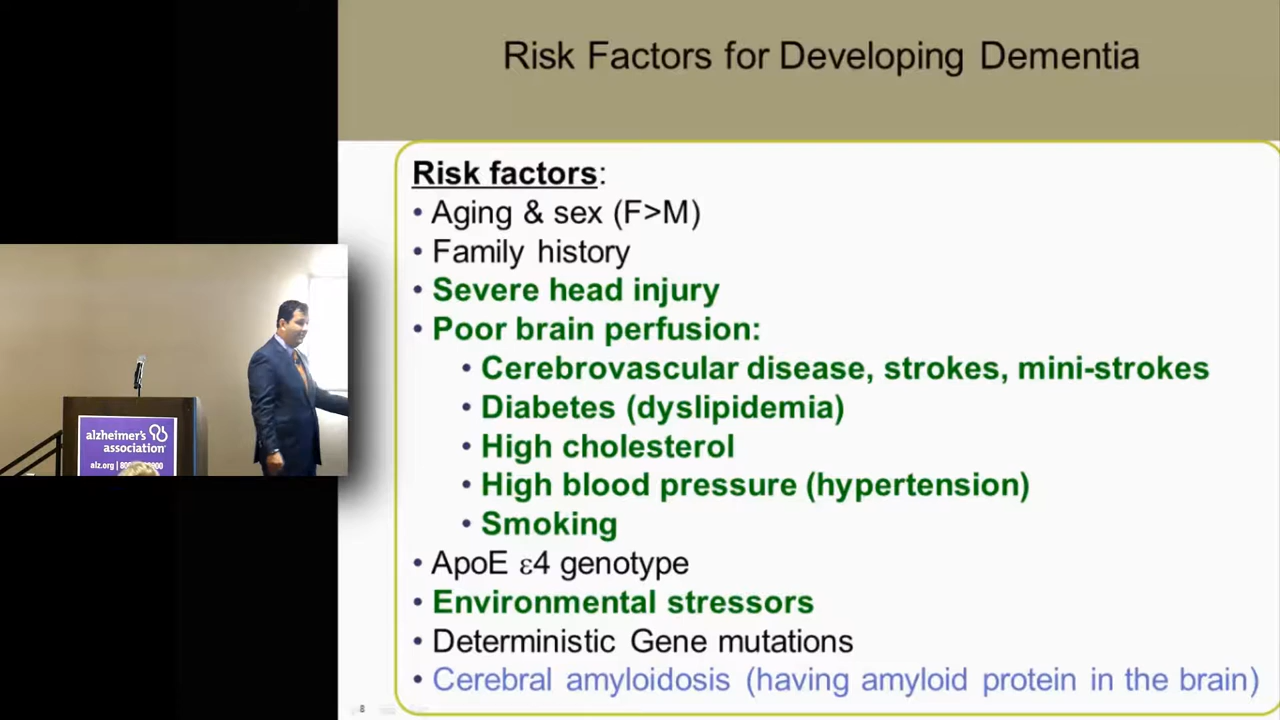 Risk Factors for Developing Dementia
Risk factors:
• Aging & sex (F>M)
• Family history
• Severe head injury
• Poor brain perfusion:
• Cerebrovascular disease, strokes, mini-strokes
• Diabetes (dyslipidemia)
• High cholesterol
• High blood pressure (hypertension)
• Smoking
• ApoE ε4 genotype
• Environmental stressors
• Deterministic Gene mutations
• Cerebral amyloidosis (having amyloid protein in the brain)
alzheimer's
association
alz.org
8